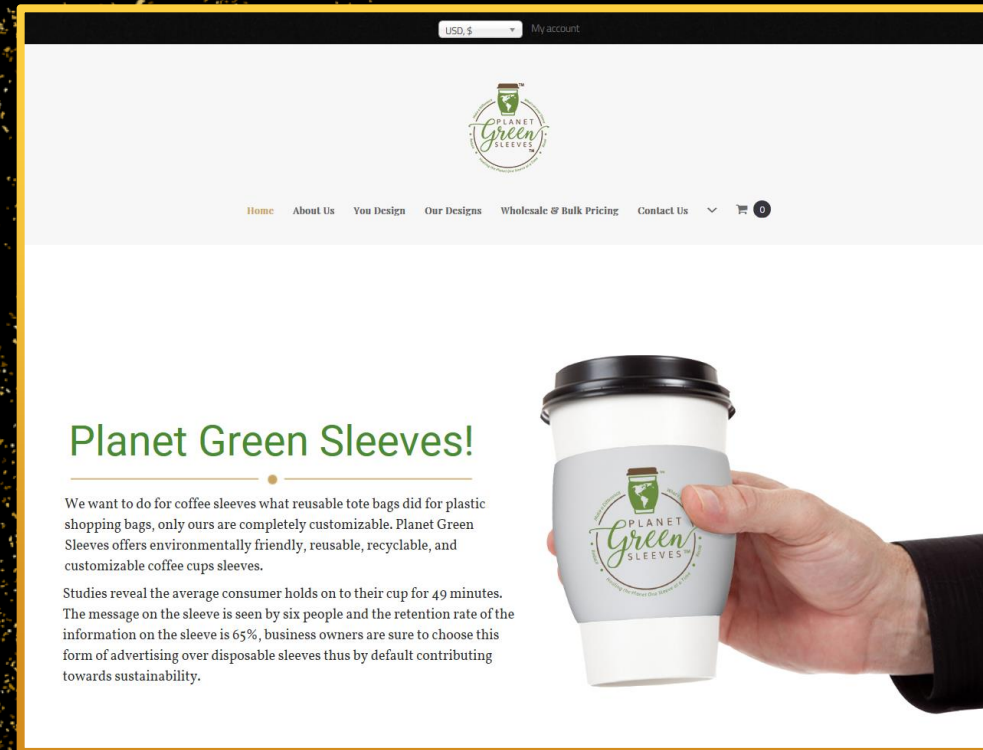 USD, $ My account
PLANET
Green
SLEEVES
TM
Home About Us You Design Our Designs Wholesale & Bulk Pricing Contact Us 0
Planet Green Sleeves!
We want to do for coffee sleeves what reusable tote bags did for plastic
shopping bags, only ours are completely customizable. Planet Green
Sleeves offers environmentally friendly, reusable, recyclable, and
customizable coffee cups sleeves.
Studies reveal the average consumer holds on to their cup for 49 minutes.
The message on the sleeve is seen by six people and the retention rate of the
information on the sleeve is 65%, business owners are sure to choose this
form of advertising over disposable sleeves thus by default contributing
towards sustainability.
PLANET
Green
SLEEVES